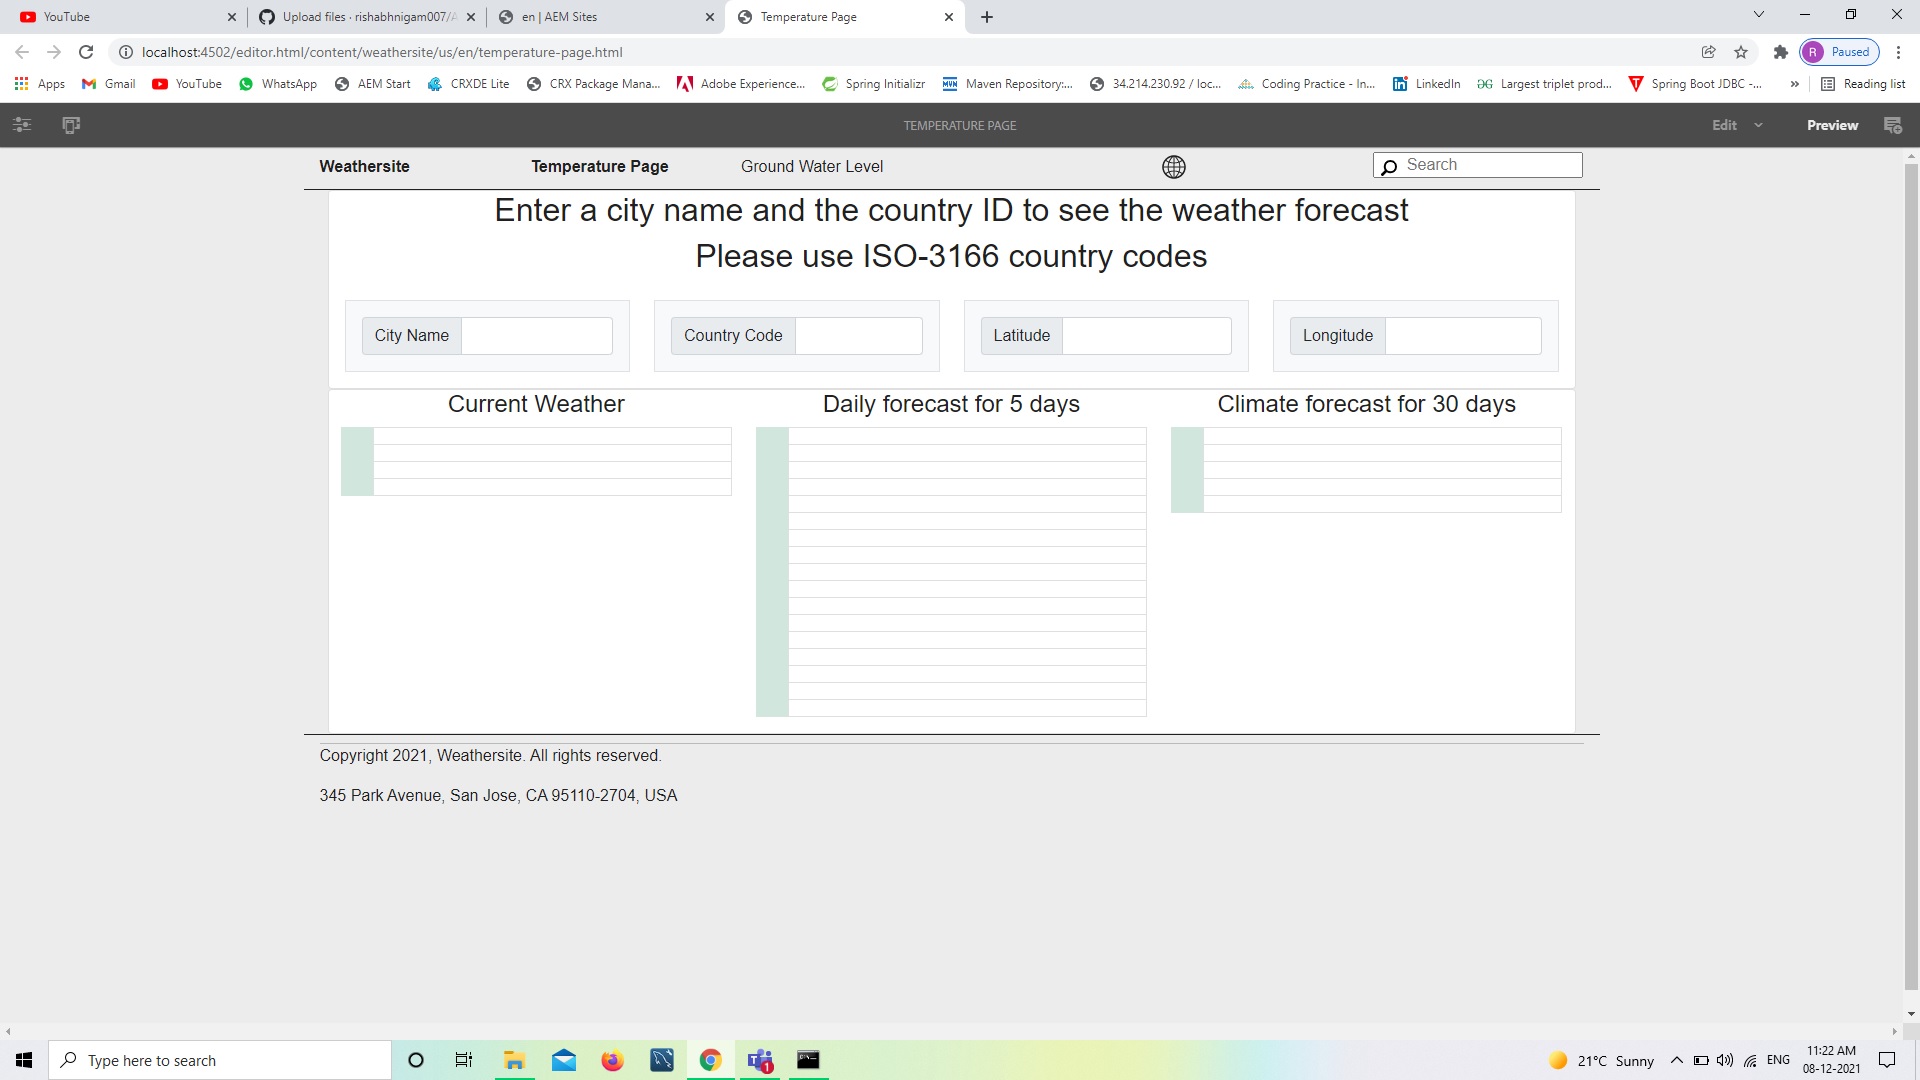 YouTube
Upload files · rishabhnigam007/A
en | AEM Sites
Temperature Page
localhost:4502/editor.html/content/weathersite/us/en/temperature-page.html
R Paused
Apps
Gmail
YouTube
WhatsApp
AEM Start
CRXDE Lite
CRX Package Mana...
Adobe Experience...
Spring Initializr
MVN Maven Repository:...
34.214.230.92 / loc...
Coding Practice - In...
LinkedIn
Largest triplet prod...
Spring Boot JDBC -...
»
Reading list
TEMPERATURE PAGE
Edit
Preview
Weathersite
Temperature Page
Ground Water Level
Search
Enter a city name and the country ID to see the weather forecast
Please use ISO-3166 country codes
City Name
Country Code
Latitude
Longitude
Current Weather
Daily forecast for 5 days
Climate forecast for 30 days
Copyright 2021, Weathersite. All rights reserved.
345 Park Avenue, San Jose, CA 95110-2704, USA
Type here to search
1
21°C Sunny
ENG
11:22 AM
08-12-2021